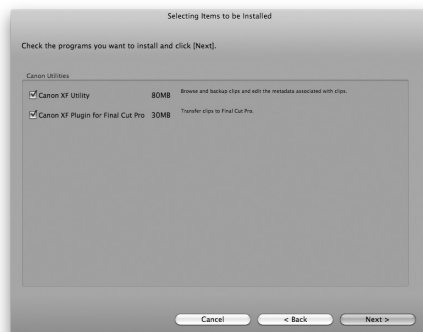 Selecting Items to be Installed
Check the programs you want to install and click [Next].
Canon Utilities
Canon XF Utility 80MB Browse and backup clips and edit the metadata associated with clips.
Canon XF Plugin for Final Cut Pro 30MB Transfer clips to Final Cut Pro.
Cancel < Back Next >